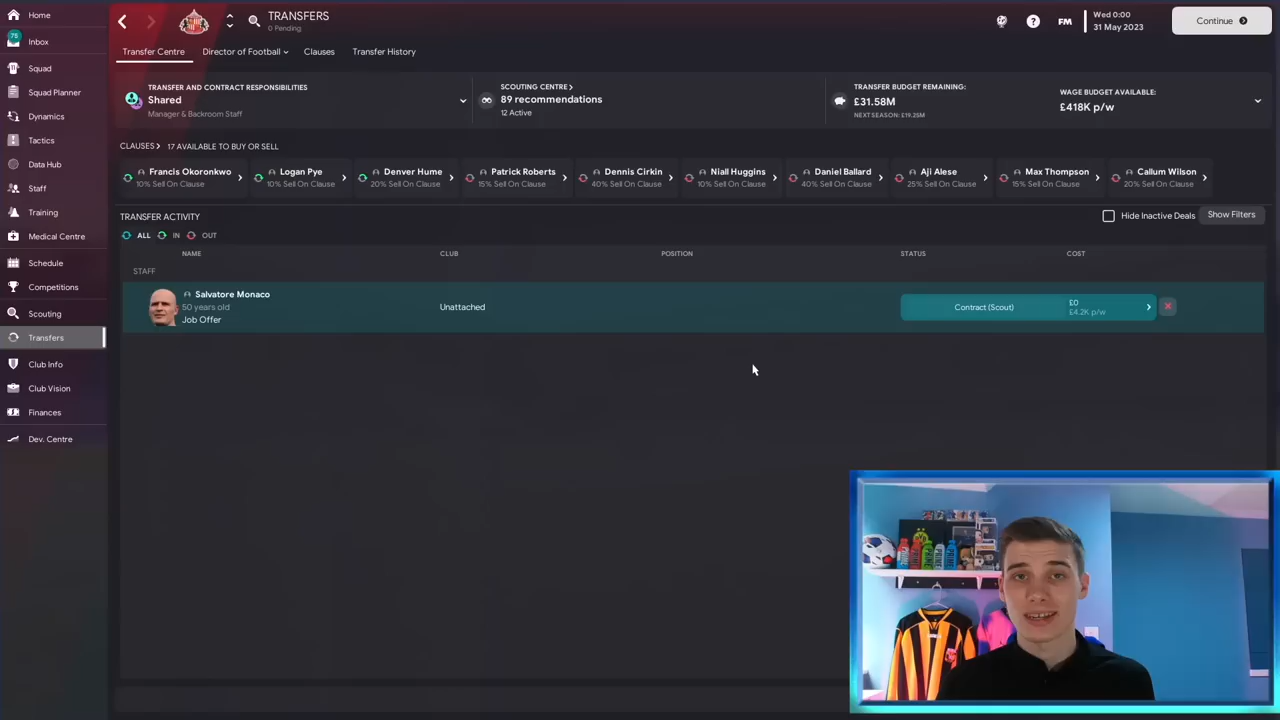 Home
75
Inbox
Squad
Squad Planner
Dynamics
Tactics
Data Hub
Staff
Training
Medical Centre
Schedule
Competitions
Scouting
Transfers
Club Info
Club Vision
Finances
Dev. Centre
TRANSFERS
0 Pending
?
FM
Wed 0:00
31 May 2023
Continue
Transfer Centre
Director of Football
Clauses
Transfer History
TRANSFER AND CONTRACT RESPONSIBILITIES
Shared
Manager & Backroom Staff
SCOUTING CENTRE >
89 recommendations
12 Active
TRANSFER BUDGET REMAINING:
£31.58M
NEXT SEASON: £19.25M
WAGE BUDGET AVAILABLE:
£418K p/w
CLAUSES > 17 AVAILABLE TO BUY OR SELL
Francis Okoronkwo
10% Sell On Clause
Logan Pye
10% Sell On Clause
Denver Hume
20% Sell On Clause
Patrick Roberts
15% Sell On Clause
Dennis Cirkin
40% Sell On Clause
Niall Huggins
10% Sell On Clause
Daniel Ballard
40% Sell On Clause
Aji Alese
25% Sell On Clause
Max Thompson
15% Sell On Clause
Callum Wilson
20% Sell On Clause
TRANSFER ACTIVITY
Hide Inactive Deals
Show Filters
ALL IN OUT
NAME CLUB POSITION STATUS COST
STAFF
Salvatore Monaco
50 years old
Job Offer
Unattached
Contract (Scout)
£0
£4.2K p/w